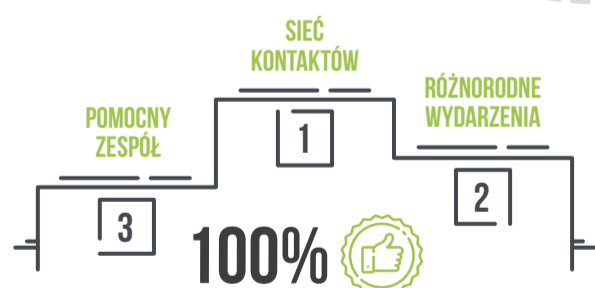 SIEĆ
KONTAKTÓW
RÓŻNORODNE
WYDARZENIA
POMOCNY
ZESPÓŁ
1
2
3
100%